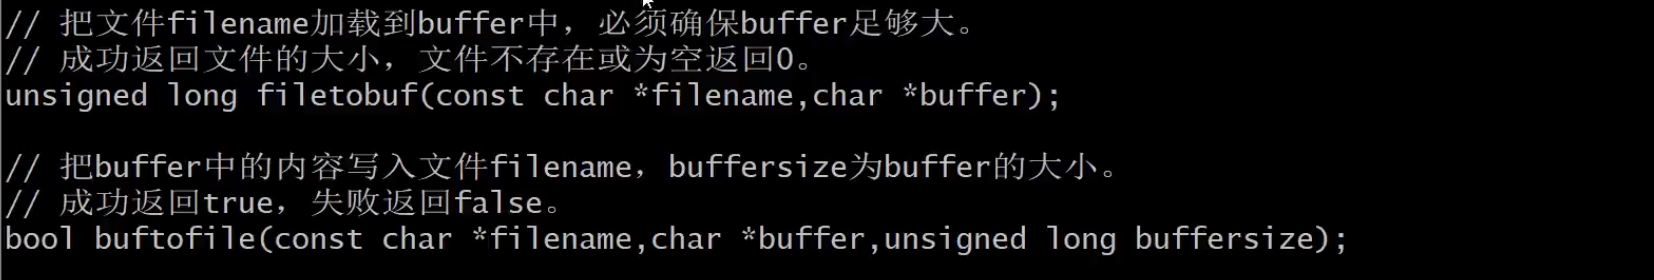 // 把文件filename加载到buffer中，必须确保buffer足够大。
// 成功返回文件的大小，文件不存在或为空返回0。
unsigned long filetobuf(const char *filename,char *buffer);
// 把buffer中的内容写入文件filename，buffersize为buffer的大小。
// 成功返回true，失败返回false。
bool buftofile(const char *filename,char *buffer,unsigned long buffersize);